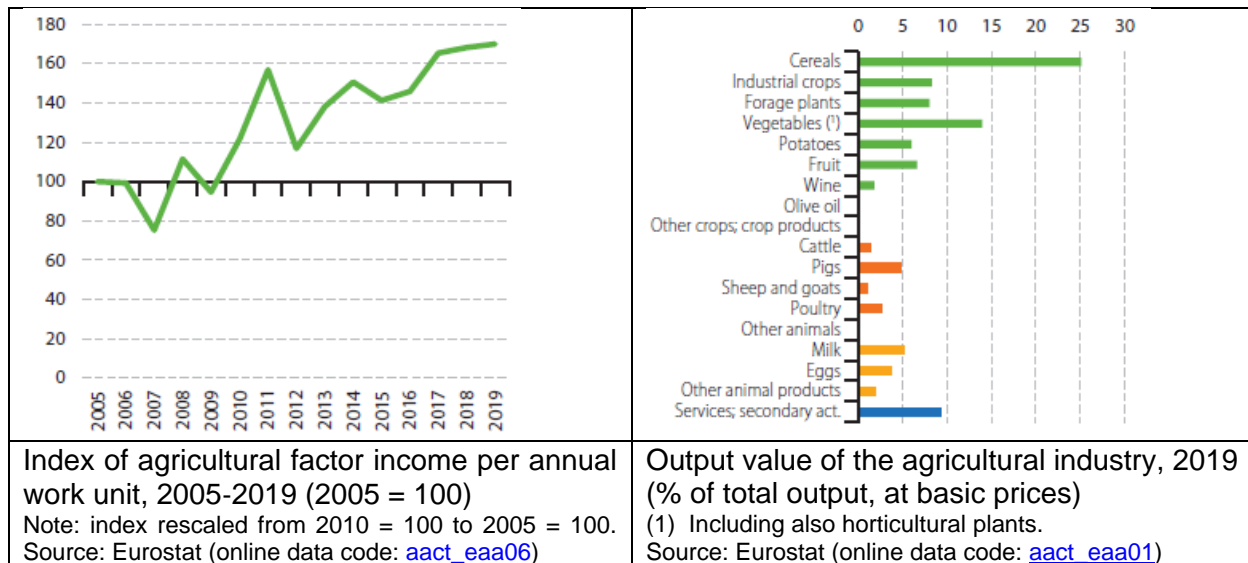 180
160
140
120
100
80
60
40
20
0
2005
2006
2007
2008
2009
2010
2011
2012
2013
2014
2015
2016
2017
2018
2019
Index of agricultural factor income per annual
work unit, 2005-2019 (2005 = 100)
Note: index rescaled from 2010 = 100 to 2005 = 100.
Source: Eurostat (online data code: aact_eaa06)
0 5 10 15 20 25 30
Cereals
Industrial crops
Forage plants
Vegetables (¹)
Potatoes
Fruit
Wine
Olive oil
Other crops; crop products
Cattle
Pigs
Sheep and goats
Poultry
Other animals
Milk
Eggs
Other animal products
Services; secondary act.
Output value of the agricultural industry, 2019
(% of total output, at basic prices)
(1) Including also horticultural plants.
Source: Eurostat (online data code: aact_eaa01)